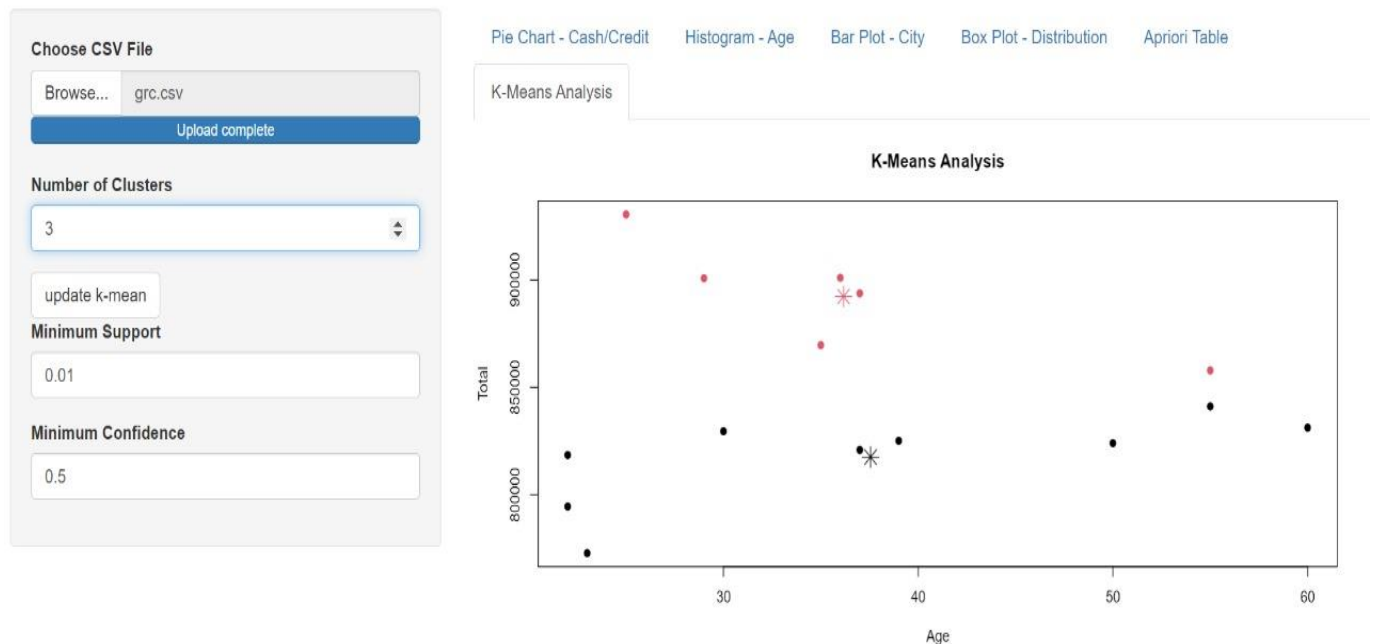 Choose CSV File
Browse... grc.csv
Upload complete
Number of Clusters
3
update k-mean
Minimum Support
0.01
Minimum Confidence
0.5
Pie Chart - Cash/Credit Histogram - Age Bar Plot - City Box Plot - Distribution Apriori Table
K-Means Analysis
K-Means Analysis
Total
900000
850000
800000
30 40 50 60
Age